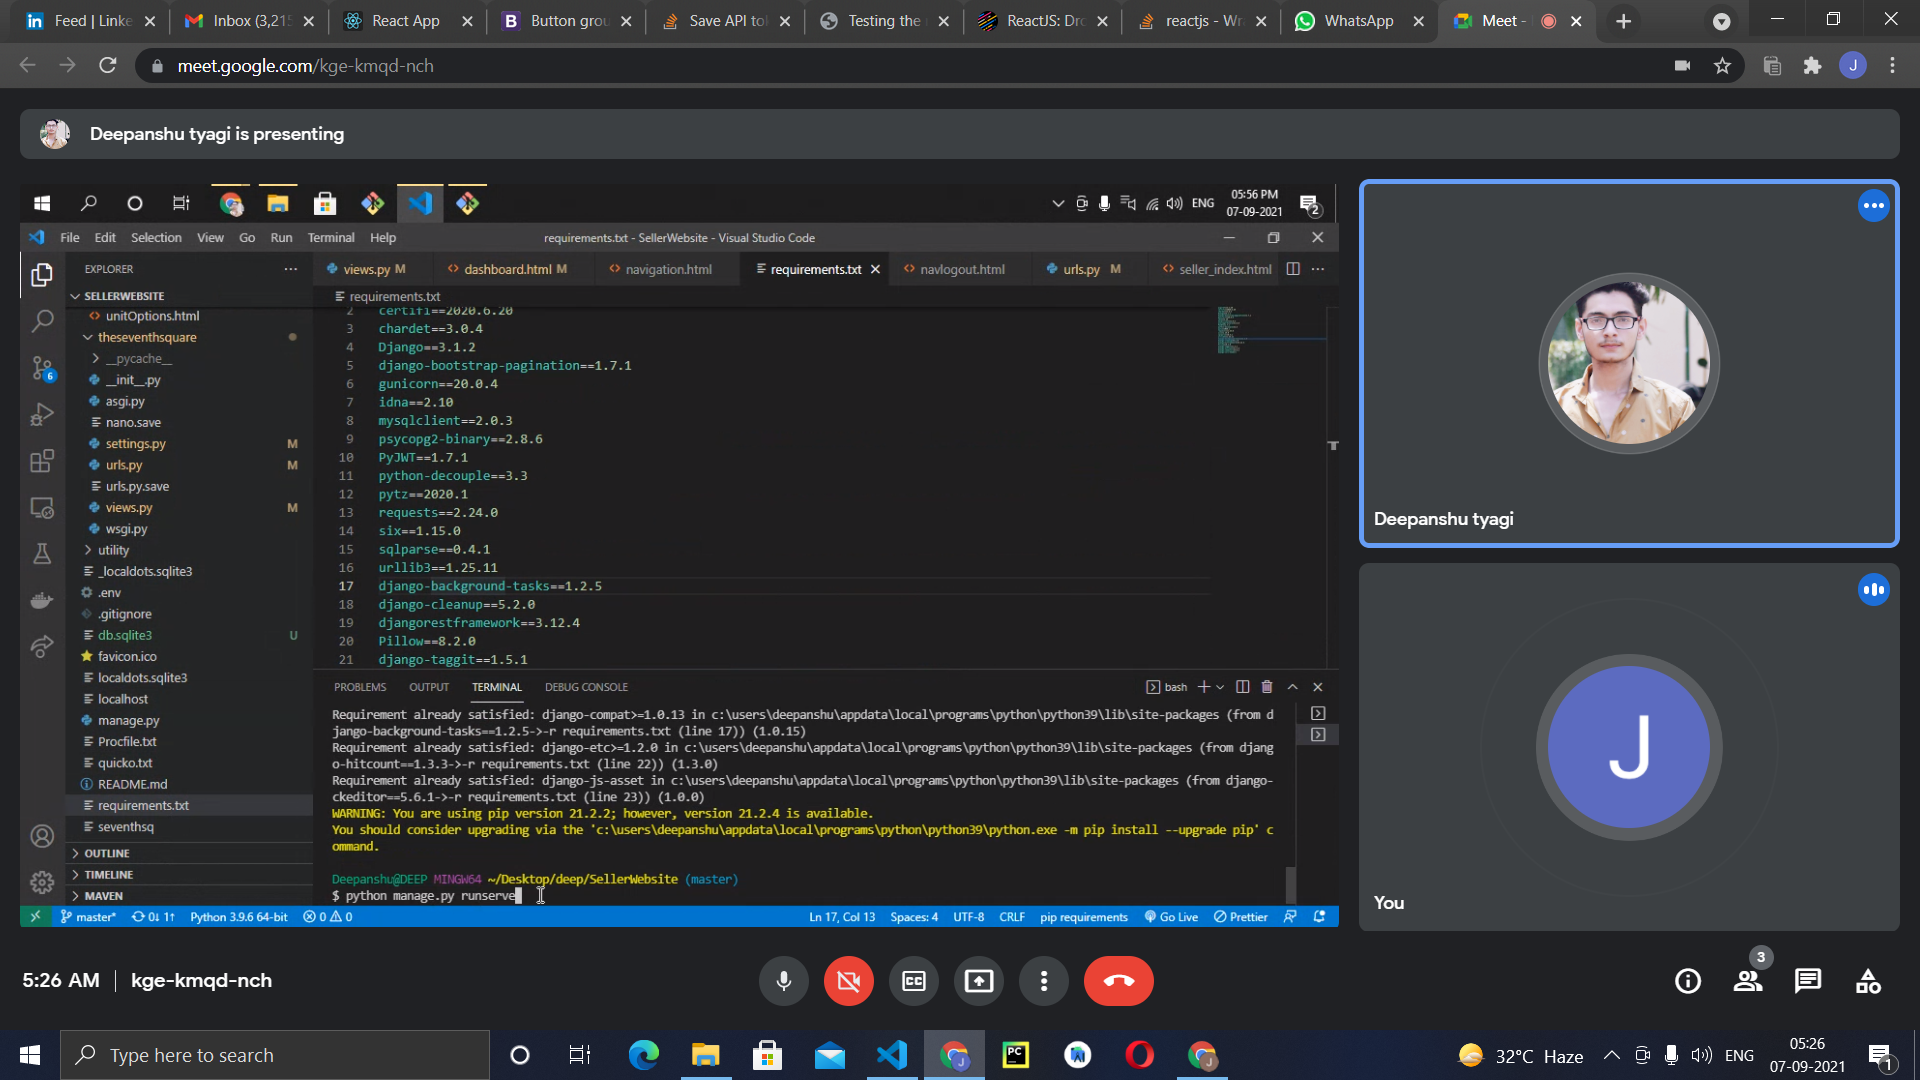 Feed | Linke
Inbox (3,215
React App
Button grou
Save API tok
Testing the r
ReactJS: Dro
reactjs - Wra
WhatsApp
Meet -
meet.google.com/kge-kmqd-nch
J
Deepanshu tyagi is presenting
ENG
05:56 PM
07-09-2021
2
File Edit Selection View Go Run Terminal Help
requirements.txt - SellerWebsite - Visual Studio Code
EXPLORER
views.py M
dashboard.html M
navigation.html
requirements.txt
navlogout.html
urls.py M
seller_index.html
SELLERWEBSITE
unitOptions.html
theseventhsquare
__pycache__
__init__.py
asgi.py
nano.save
settings.py M
urls.py M
urls.py.save
views.py M
wsgi.py
utility
_localdots.sqlite3
.env
.gitignore
db.sqlite3 U
favicon.ico
localdots.sqlite3
localhost
manage.py
Procfile.txt
quicko.txt
README.md
requirements.txt
seventhsq
OUTLINE
TIMELINE
MAVEN
6
requirements.txt
2 certifi==2020.6.20
3 chardet==3.0.4
4 Django==3.1.2
5 django-bootstrap-pagination==1.7.1
6 gunicorn==20.0.4
7 idna==2.10
8 mysqlclient==2.0.3
9 psycopg2-binary==2.8.6
10 PyJWT==1.7.1
11 python-decouple==3.3
12 pytz==2020.1
13 requests==2.24.0
14 six==1.15.0
15 sqlparse==0.4.1
16 urllib3==1.25.11
17 django-background-tasks==1.2.5
18 django-cleanup==5.2.0
19 djangorestframework==3.12.4
20 Pillow==8.2.0
21 django-taggit==1.5.1
PROBLEMS OUTPUT TERMINAL DEBUG CONSOLE
bash
Requirement already satisfied: django-compat>=1.0.13 in c:\users\deepanshu\appdata\local\programs\python\python39\lib\site-packages (from d
jango-background-tasks==1.2.5->-r requirements.txt (line 17)) (1.0.15)
Requirement already satisfied: django-etc>=1.2.0 in c:\users\deepanshu\appdata\local\programs\python\python39\lib\site-packages (from djang
o-hitcount==1.3.3->-r requirements.txt (line 22)) (1.3.0)
Requirement already satisfied: django-js-asset in c:\users\deepanshu\appdata\local\programs\python\python39\lib\site-packages (from django-
ckeditor==5.6.1->-r requirements.txt (line 23)) (1.0.0)
WARNING: You are using pip version 21.2.2; however, version 21.2.4 is available.
You should consider upgrading via the 'c:\users\deepanshu\appdata\local\programs\python\python39\python.exe -m pip install --upgrade pip' c
ommand.
Deepanshu@DEEP MINGW64 ~/Desktop/deep/SellerWebsite (master)
$ python manage.py runserve
master* 0↓ 1↑ Python 3.9.6 64-bit 0 0
Ln 17, Col 13 Spaces: 4 UTF-8 CRLF pip requirements Go Live Prettier
Deepanshu tyagi
J
You
5:26 AM | kge-kmqd-nch
3
Type here to search
32°C Haze
ENG
05:26
07-09-2021
1